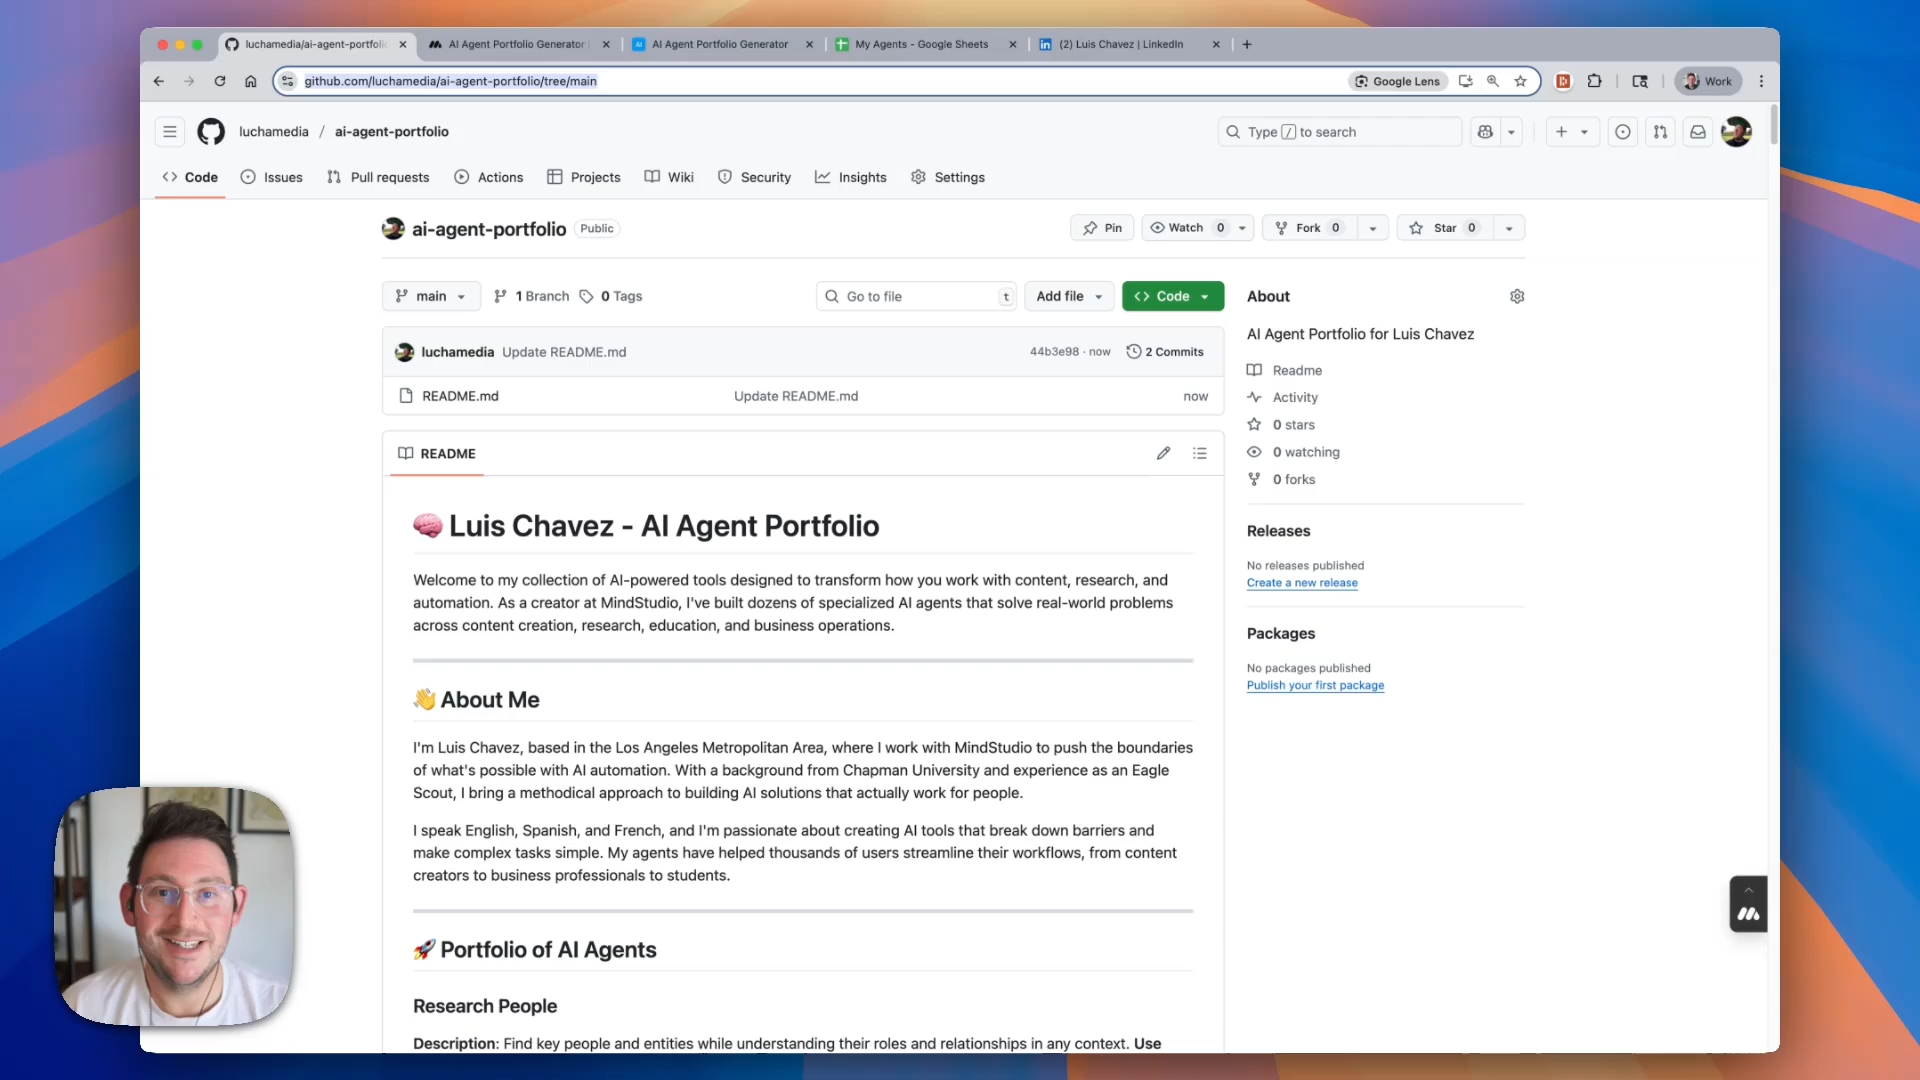 luchamedia/ai-agent-portfolio
AI Agent Portfolio Generator
AI Agent Portfolio Generator
My Agents - Google Sheets
(2) Luis Chavez | LinkedIn
github.com/luchamedia/ai-agent-portfolio/tree/main
Google Lens
Work
luchamedia / ai-agent-portfolio
Type / to search
Code
Issues
Pull requests
Actions
Projects
Wiki
Security
Insights
Settings
ai-agent-portfolio
Public
Pin
Watch 0
Fork 0
Star 0
main
1 Branch
0 Tags
Go to file
t
Add file
Code
luchamedia Update README.md
44b3e98 · now
2 Commits
README.md
Update README.md
now
README
🧠 Luis Chavez - AI Agent Portfolio
Welcome to my collection of AI-powered tools designed to transform how you work with content, research, and
automation. As a creator at MindStudio, I've built dozens of specialized AI agents that solve real-world problems
across content creation, research, education, and business operations.
👋 About Me
I'm Luis Chavez, based in the Los Angeles Metropolitan Area, where I work with MindStudio to push the boundaries
of what's possible with AI automation. With a background from Chapman University and experience as an Eagle
Scout, I bring a methodical approach to building AI solutions that actually work for people.
I speak English, Spanish, and French, and I'm passionate about creating AI tools that break down barriers and
make complex tasks simple. My agents have helped thousands of users streamline their workflows, from content
creators to business professionals to students.
🚀 Portfolio of AI Agents
Research People
Description: Find key people and entities while understanding their roles and relationships in any context. Use
About
AI Agent Portfolio for Luis Chavez
Readme
Activity
0 stars
0 watching
0 forks
Releases
No releases published
Create a new release
Packages
No packages published
Publish your first package